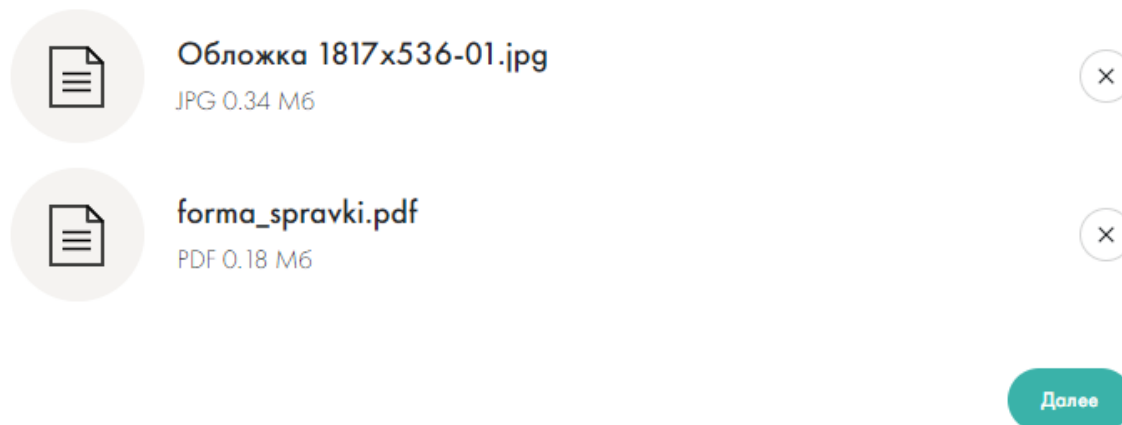 Обложка 1817x536-01.jpg
JPG 0.34 Мб
forma_spravki.pdf
PDF 0.18 Мб
Далее